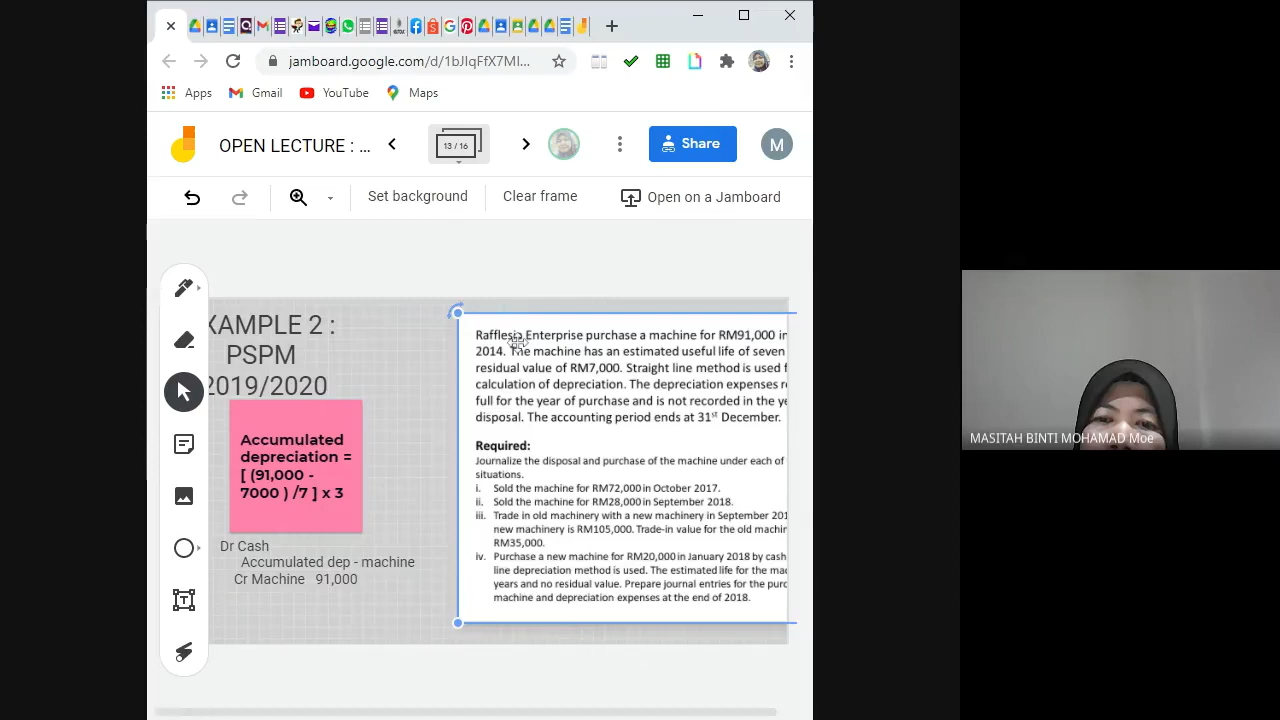 jamboard.google.com/d/1bJIqFfX7MI...
Apps
Gmail
YouTube
Maps
OPEN LECTURE : ...
13 / 16
Share
M
Set background
Clear frame
Open on a Jamboard
XAMPLE 2 :
PSPM
2019/2020
Accumulated
depreciation =
[ (91,000 -
7000 ) /7 ] x 3
Dr Cash
Accumulated dep - machine
Cr Machine 91,000
Rafflesia Enterprise purchase a machine for RM91,000 in
2014. The machine has an estimated useful life of seven
residual value of RM7,000. Straight line method is used f
calculation of depreciation. The depreciation expenses r
full for the year of purchase and is not recorded in the ye
disposal. The accounting period ends at 31st December.
Required:
Journalize the disposal and purchase of the machine under each of
situations.
i. Sold the machine for RM72,000 in October 2017.
ii. Sold the machine for RM28,000 in September 2018.
iii. Trade in old machinery with a new machinery in September 201
new machinery is RM105,000. Trade-in value for the old machin
RM35,000.
iv. Purchase a new machine for RM20,000 in January 2018 by cash
line depreciation method is used. The estimated life for the mac
years and no residual value. Prepare journal entries for the purc
machine and depreciation expenses at the end of 2018.
MASITAH BINTI MOHAMAD Moe